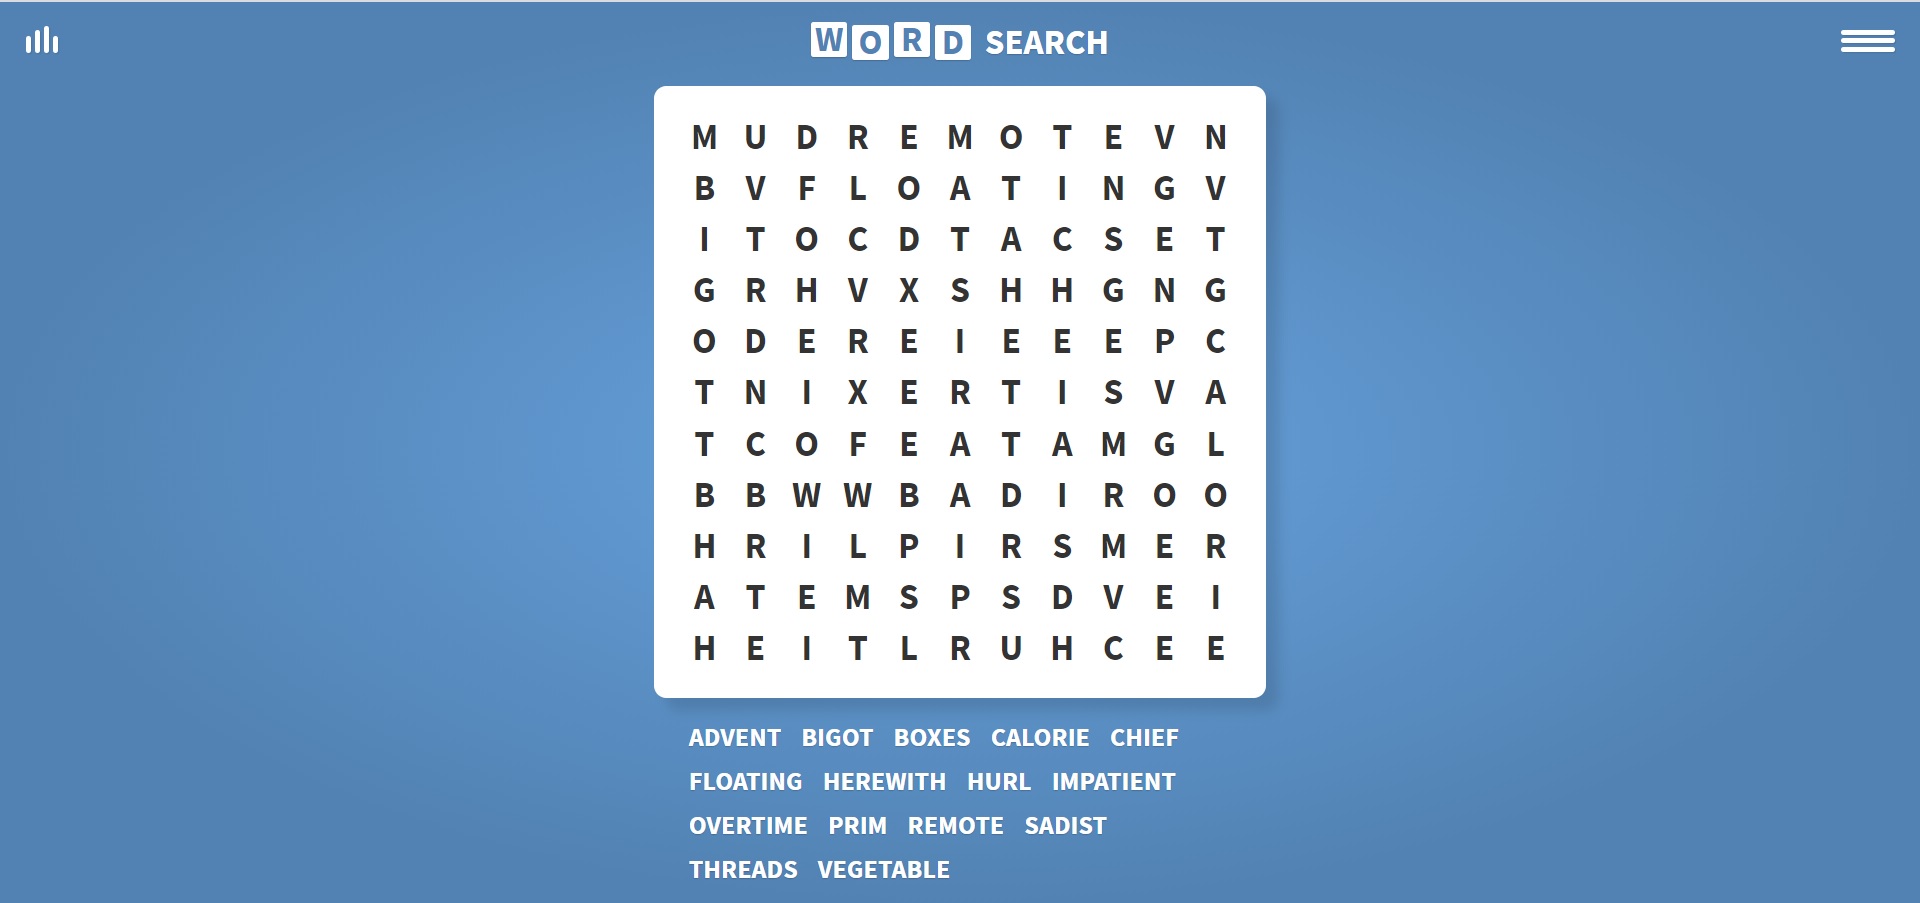 WORD SEARCH
M U D R E M O T E V N
B V F L O A T I N G V
I T O C D T A C S E T
G R H V X S H H G N G
O D E R E I E E E P C
T N I X E R T I S V A
T C O F E A T A M G L
B B W W B A D I R O O
H R I L P I R S M E R
A T E M S P S D V E I
H E I T L R U H C E E
ADVENT BIGOT BOXES CALORIE CHIEF
FLOATING HEREWITH HURL IMPATIENT
OVERTIME PRIM REMOTE SADIST
THREADS VEGETABLE